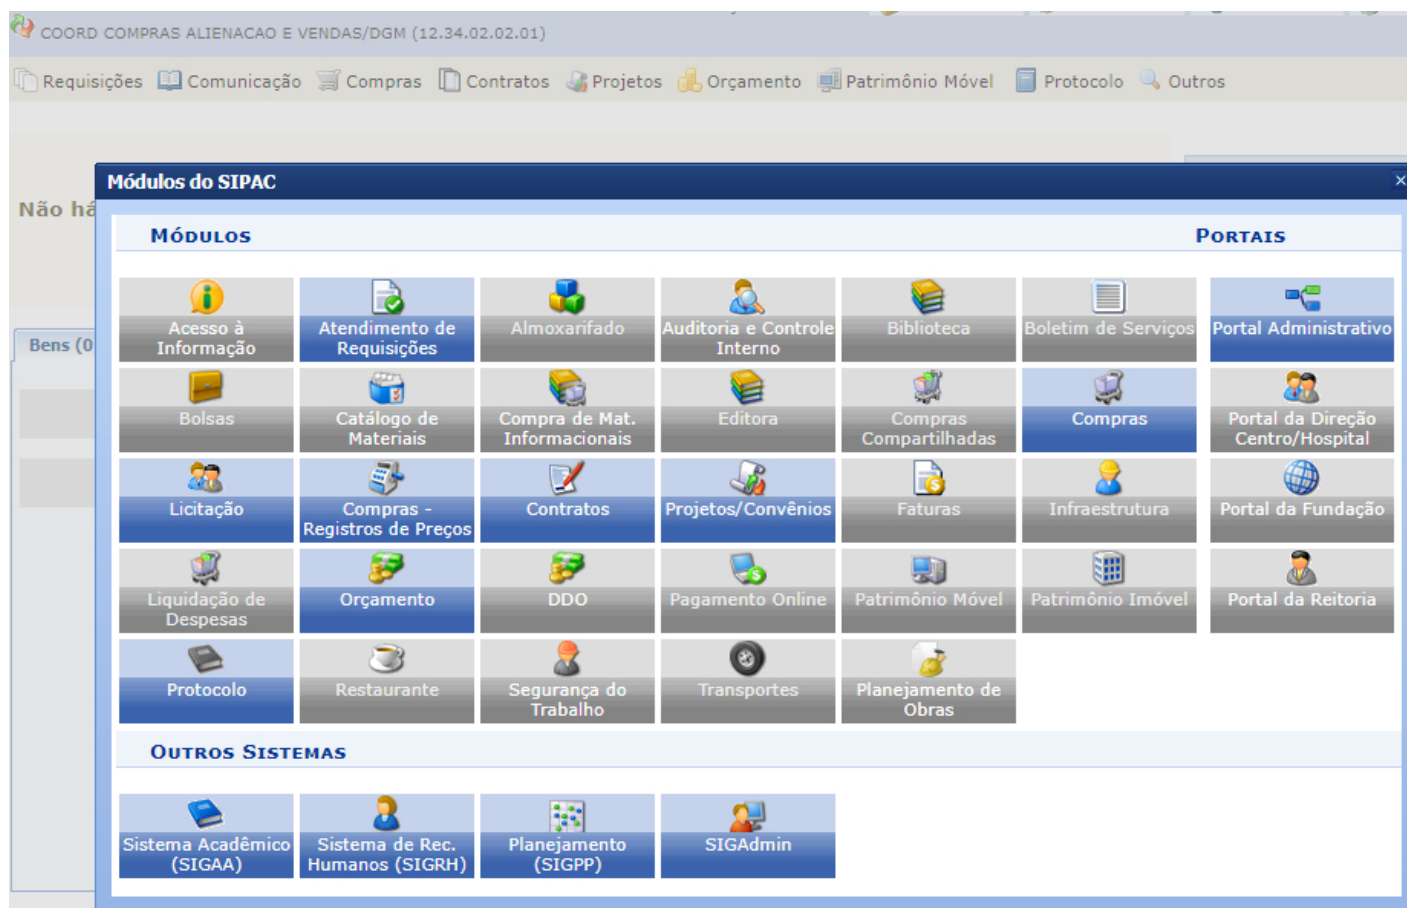 COORD COMPRAS ALIENACAO E VENDAS/DGM (12.34.02.02.01)
Requisições Comunicação Compras Contratos Projetos Orçamento Patrimônio Móvel Protocolo Outros
Módulos do SIPAC
×
Não há
MÓDULOS
PORTAIS
Acesso à
Informação
Atendimento de
Requisições
Almoxarifado
Auditoria e Controle
Interno
Biblioteca
Boletim de Serviços
Portal Administrativo
Bens (0
Bolsas
Catálogo de
Materiais
Compra de Mat.
Informacionais
Editora
Compras
Compartilhadas
Compras
Portal da Direção
Centro/Hospital
Licitação
Compras -
Registros de Preços
Contratos
Projetos/Convênios
Faturas
Infraestrutura
Portal da Fundação
Liquidação de
Despesas
Orçamento
DDO
Pagamento Online
Patrimônio Móvel
Patrimônio Imóvel
Portal da Reitoria
Protocolo
Restaurante
Segurança do
Trabalho
Transportes
Planejamento de
Obras
OUTROS SISTEMAS
Sistema Acadêmico
(SIGAA)
Sistema de Rec.
Humanos (SIGRH)
Planejamento
(SIGPP)
SIGAdmin